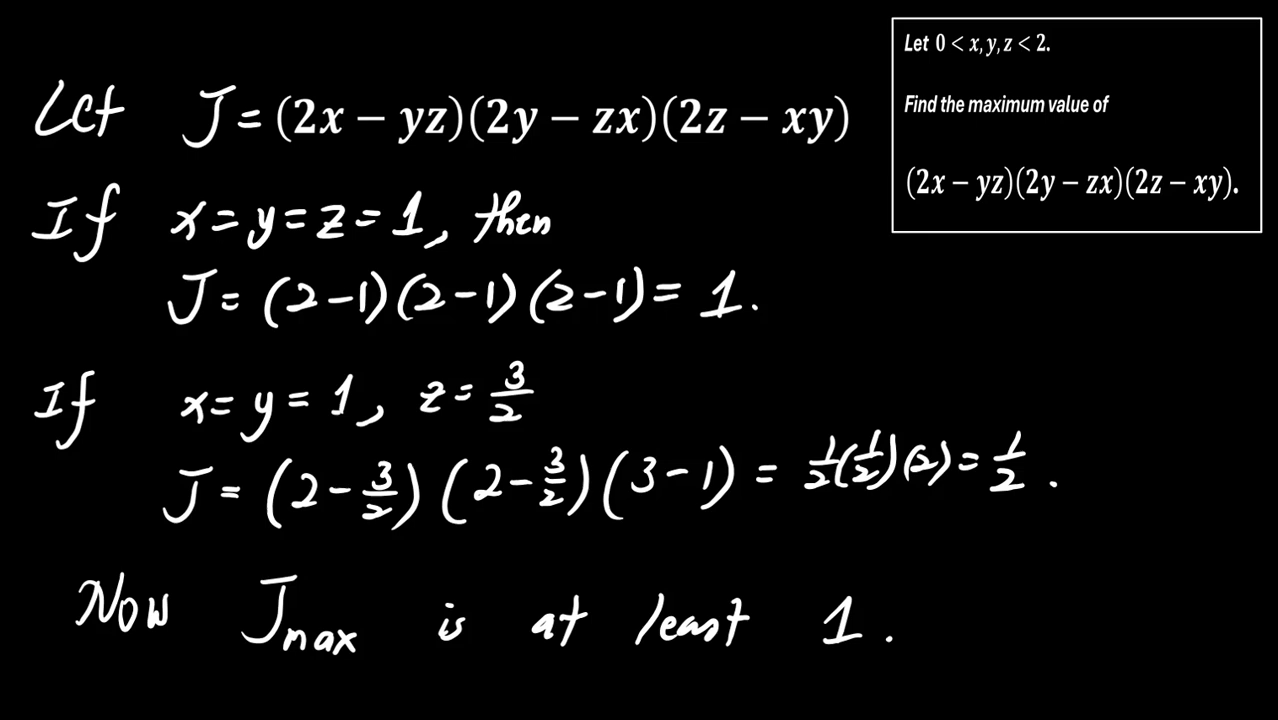 Let J = (2x − yz)(2y − zx)(2z − xy)
If x = y = z = 1, then
J = (2−1)(2−1)(2−1) = 1.
If x = y = 1, z = 3/2
J = (2 − 3/2)(2 − 3/2)(3 − 1) = 1/2(1/2)(2) = 1/2.
Now Jmax is at least 1.
Let 0 < x, y, z < 2.
Find the maximum value of
(2x − yz)(2y − zx)(2z − xy).